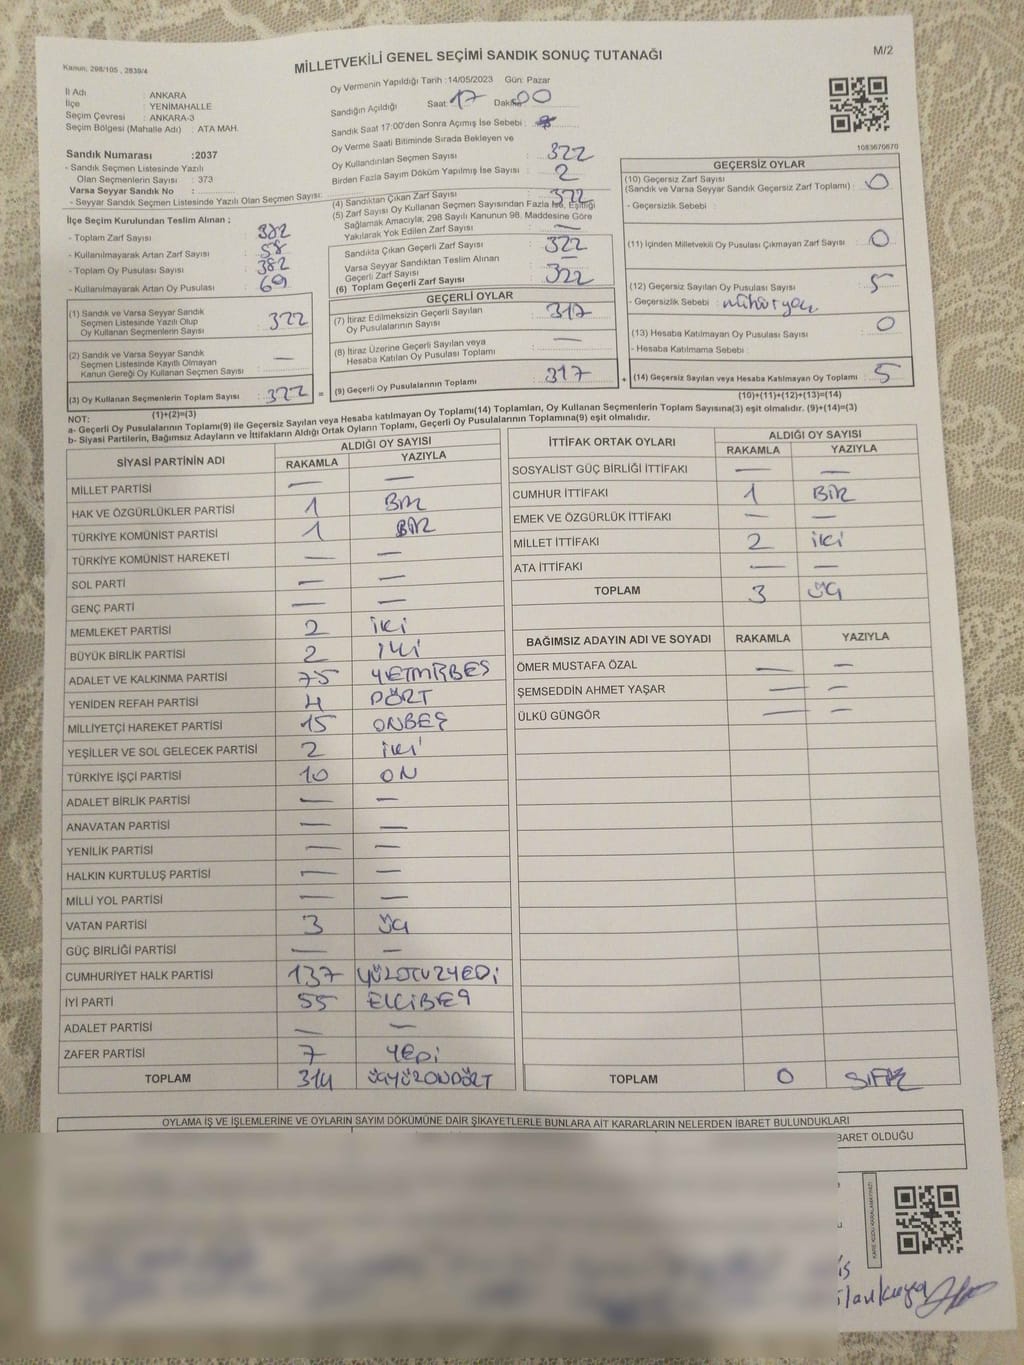 M/2
MİLLETVEKİLİ GENEL SEÇİMİ SANDIK SONUÇ TUTANAĞI
Kanun, 298/105 , 2839/4
İl Adı : ANKARA
İlçe : YENİMAHALLE
Seçim Çevresi : ANKARA-3
Seçim Bölgesi (Mahalle Adı) : ATA MAH.
Sandık Numarası :2037
- Sandık Seçmen Listesinde Yazılı
Olan Seçmenlerin Sayısı : 373
Varsa Seyyar Sandık No :
- Seyyar Sandık Seçmen Listesinde Yazılı Olan Seçmen Sayısı:
Oy Vermenin Yapıldığı Tarih :14/05/2023 Gün: Pazar
Sandığın Açıldığı Saat: 17 Dakika 00
Sandık Saat 17:00'den Sonra Açımış İse Sebebi :
Oy Verme Saati Bitiminde Sırada Bekleyen ve
Oy Kullandırılan Seçmen Sayısı : 322
Birden Fazla Sayım Döküm Yapılmış İse Sayısı : 2
(4) Sandıktan Çıkan Zarf Sayısı : 322
(5) Zarf Sayısı Oy Kullanan Seçmen Sayısından Fazla İse, Eşitliği
Sağlamak Amacıyla, 298 Sayılı Kanunun 98. Maddesine Göre
Yakılarak Yok Edilen Zarf Sayısı : —
Sandıkta Çıkan Geçerli Zarf Sayısı : 322
Varsa Seyyar Sandıktan Teslim Alınan
Geçerli Zarf Sayısı : —
(6) Toplam Geçerli Zarf Sayısı : 322
İlçe Seçim Kurulundan Teslim Alınan ;
- Toplam Zarf Sayısı : 382
- Kullanılmayarak Artan Zarf Sayısı : 58
- Toplam Oy Pusulası Sayısı : 382
- Kullanılmayarak Artan Oy Pusulası : 69
(1) Sandık ve Varsa Seyyar Sandık
Seçmen Listesinde Yazılı Olup
Oy Kullanan Seçmenlerin Sayısı : 322
(2) Sandık ve Varsa Seyyar Sandık
Seçmen Listesinde Kayıtlı Olmayan
Kanun Gereği Oy Kullanan Seçmen Sayısı : —
(3) Oy Kullanan Seçmenlerin Toplam Sayısı : 322
(1)+(2)=(3)
GEÇERLİ OYLAR
(7) İtiraz Edilmeksizin Geçerli Sayılan
Oy Pusulalarının Sayısı : 317
(8) İtiraz Üzerine Geçerli Sayılan veya
Hesaba Katılan Oy Pusulası Toplamı : —
= (9) Geçerli Oy Pusulalarının Toplamı : 317 +
1083670870
GEÇERSİZ OYLAR
(10) Geçersiz Zarf Sayısı
(Sandık ve Varsa Seyyar Sandık Geçersiz Zarf Toplamı) : 0
- Geçersizlik Sebebi :
(11) İçinden Milletvekili Oy Pusulası Çıkmayan Zarf Sayısı : 0
(12) Geçersiz Sayılan Oy Pusulası Sayısı : 5
- Geçersizlik Sebebi : mühür yok
(13) Hesaba Katılmayan Oy Pusulası Sayısı : 0
- Hesaba Katılmama Sebebi :
(14) Geçersiz Sayılan veya Hesaba Katılmayan Oy Toplamı : 5
(10)+(11)+(12)+(13)=(14)
NOT:
a- Geçerli Oy Pusulalarının Toplamı(9) ile Geçersiz Sayılan veya Hesaba katılmayan Oy Toplamı(14) Toplamları, Oy Kullanan Seçmenlerin Toplam Sayısına(3) eşit olmalıdır. (9)+(14)=(3)
b- Siyasi Partilerin, Bağımsız Adayların ve İttifakların Aldığı Ortak Oyların Toplamı, Geçerli Oy Pusulalarının Toplamına(9) eşit olmalıdır.
SİYASİ PARTİNİN ADI ALDIĞI OY SAYISI
RAKAMLA YAZIYLA
MİLLET PARTİSİ — —
HAK VE ÖZGÜRLÜKLER PARTİSİ 1 BİR
TÜRKİYE KOMÜNİST PARTİSİ 1 BİR
TÜRKİYE KOMÜNİST HAREKETİ — —
SOL PARTİ — —
GENÇ PARTİ — —
MEMLEKET PARTİSİ 2 İKİ
BÜYÜK BİRLİK PARTİSİ 2 İKİ
ADALET VE KALKINMA PARTİSİ 75 YETMİŞBEŞ
YENİDEN REFAH PARTİSİ 4 DÖRT
MİLLİYETÇİ HAREKET PARTİSİ 15 ONBEŞ
YEŞİLLER VE SOL GELECEK PARTİSİ 2 İKİ
TÜRKİYE İŞÇİ PARTİSİ 10 ON
ADALET BİRLİK PARTİSİ — —
ANAVATAN PARTİSİ — —
YENİLİK PARTİSİ — —
HALKIN KURTULUŞ PARTİSİ — —
MİLLİ YOL PARTİSİ — —
VATAN PARTİSİ 3 ÜÇ
GÜÇ BİRLİĞİ PARTİSİ — —
CUMHURİYET HALK PARTİSİ 137 YÜZOTUZYEDİ
İYİ PARTİ 55 ELLİBEŞ
ADALET PARTİSİ — —
ZAFER PARTİSİ 7 YEDİ
TOPLAM 314 ÜÇYÜZONDÖRT
İTTİFAK ORTAK OYLARI ALDIĞI OY SAYISI
RAKAMLA YAZIYLA
SOSYALİST GÜÇ BİRLİĞİ İTTİFAKI — —
CUMHUR İTTİFAKI 1 BİR
EMEK VE ÖZGÜRLÜK İTTİFAKI — —
MİLLET İTTİFAKI 2 İKİ
ATA İTTİFAKI — —
TOPLAM 3 ÜÇ
BAĞIMSIZ ADAYIN ADI VE SOYADI RAKAMLA YAZIYLA
ÖMER MUSTAFA ÖZAL — —
ŞEMSEDDİN AHMET YAŞAR — —
ÜLKÜ GÜNGÖR — —
TOPLAM 0 SIFIR
OYLAMA İŞ VE İŞLEMLERİNE VE OYLARIN SAYIM DÖKÜMÜNE DAİR ŞİKAYETLERLE BUNLARA AİT KARARLARIN NELERDEN İBARET BULUNDUKLARI
BARET OLDUĞU
KARE KODU KARALAMAYINIZ!